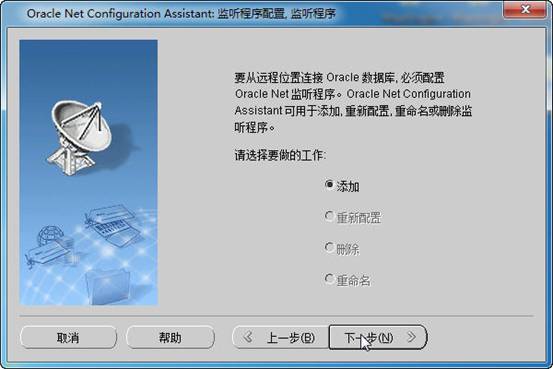 Oracle Net Configuration Assistant: 监听程序配置, 监听程序
要从远程位置连接 Oracle 数据库, 必须配置
Oracle Net 监听程序。Oracle Net Configuration
Assistant 可用于添加, 重新配置, 重命名或删除监
听程序。
请选择要做的工作:
添加
重新配置
删除
重命名
取消
帮助
上一步(B)
下一步(N)